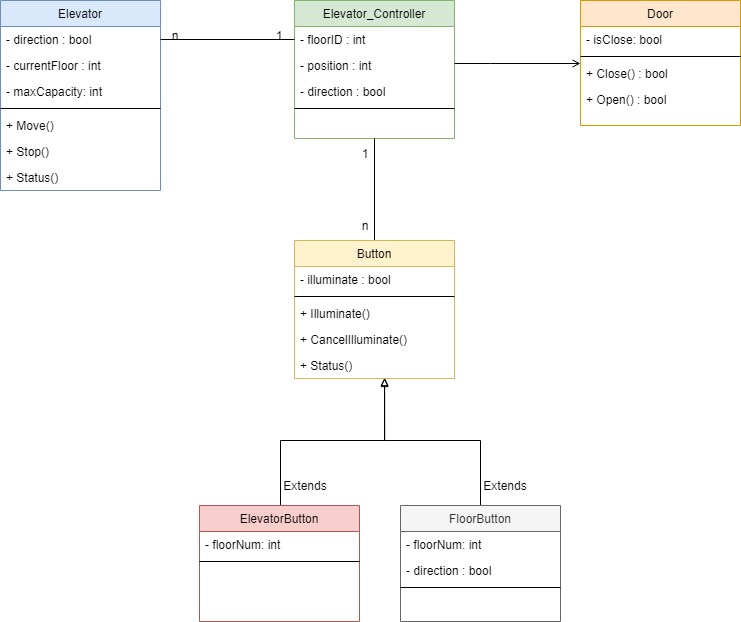 Elevator
- direction : bool
- currentFloor : int
- maxCapacity: int
+ Move()
+ Stop()
+ Status()
n
1
Elevator_Controller
- floorID : int
- position : int
- direction : bool
Door
- isClose: bool
+ Close() : bool
+ Open() : bool
1
n
Button
- illuminate : bool
+ Illuminate()
+ CancelIlluminate()
+ Status()
Extends
Extends
ElevatorButton
- floorNum: int
FloorButton
- floorNum: int
- direction : bool